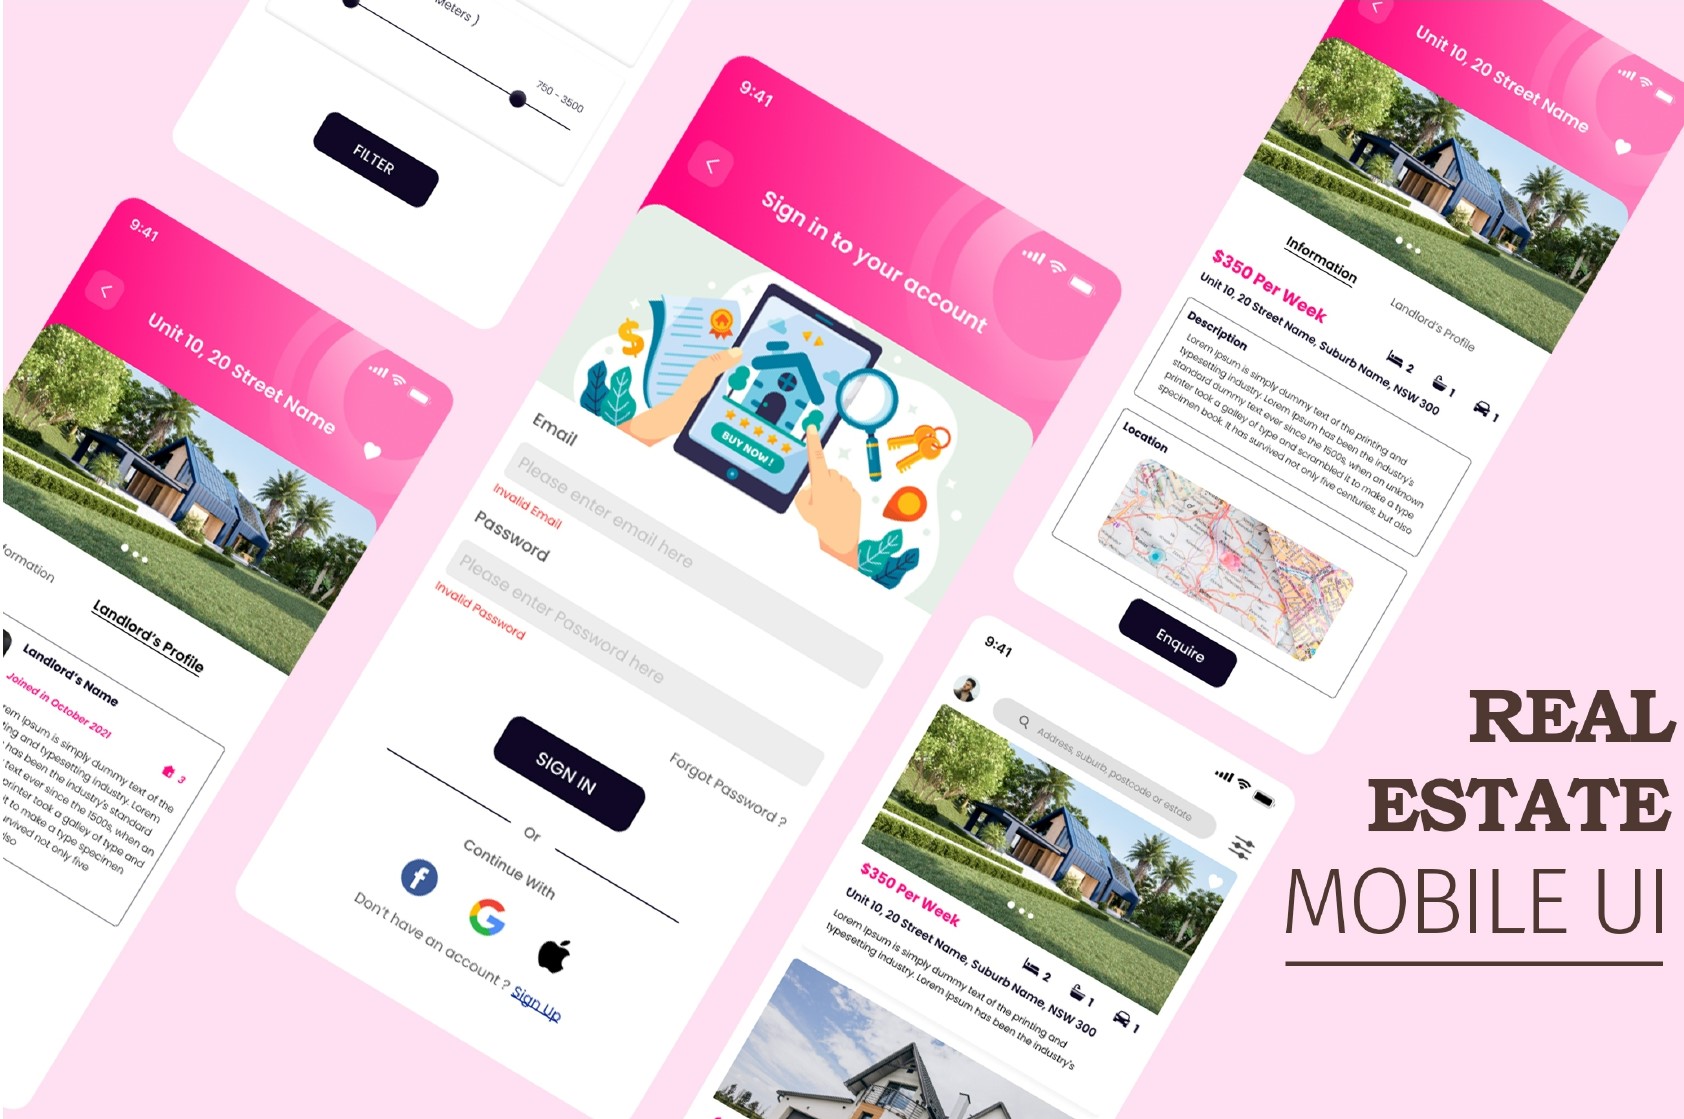 Meters )
750 - 3500
FILTER
9:41
Unit 10, 20 Street Name
formation
Landlord's Profile
Landlord's Name
Joined in October 2021
3
rem Ipsum is simply dummy text of the
ting and typesetting industry. Lorem
has been the industry's standard
text ever since the 1500s, when an
printer took a galley of type and
t to make a type specimen
urvived not only five
lso
9:41
Sign in to your account
BUY NOW !
Email
Please enter email here
Invalid Email
Password
Please enter Password here
Invalid Password
Forgot Password ?
SIGN IN
Or
Continue With
Don't have an account ? Sign Up
Unit 10, 20 Street Name
Information
Landlord's Profile
$350 Per Week
Unit 10, 20 Street Name, Suburb Name, NSW 300
2
1
1
Description
Lorem Ipsum is simply dummy text of the printing and
typesetting industry. Lorem Ipsum has been the industry's
standard dummy text ever since the 1500s, when an unknown
printer took a galley of type and scrambled it to make a type
specimen book. It has survived not only five centuries, but also
Location
Enquire
9:41
Address, suburb, postcode or estate
$350 Per Week
Unit 10, 20 Street Name, Suburb Name, NSW 300
2
1
1
Lorem Ipsum is simply dummy text of the printing and
typesetting industry. Lorem Ipsum has been the industry's
REAL
ESTATE
MOBILE UI